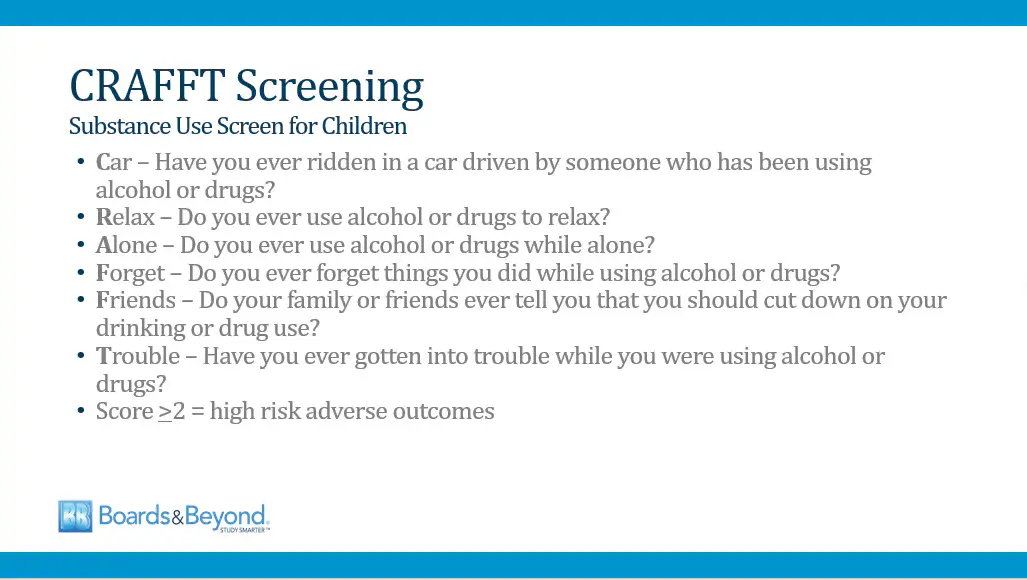 CRAFFT Screening
Substance Use Screen for Children
• Car – Have you ever ridden in a car driven by someone who has been using
alcohol or drugs?
• Relax – Do you ever use alcohol or drugs to relax?
• Alone – Do you ever use alcohol or drugs while alone?
• Forget – Do you ever forget things you did while using alcohol or drugs?
• Friends – Do your family or friends ever tell you that you should cut down on your
drinking or drug use?
• Trouble – Have you ever gotten into trouble while you were using alcohol or
drugs?
• Score >2 = high risk adverse outcomes
BB Boards&Beyond®
STUDY SMARTER™